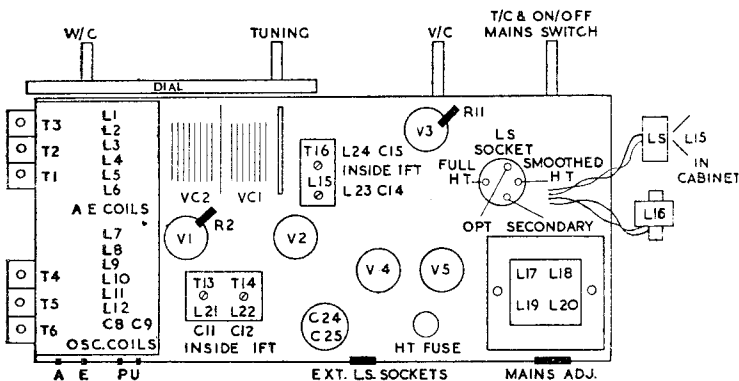 W/C
TUNING
V/C
T/C & ON/OFF
MAINS SWITCH
DIAL
T3
T2
T1
L1
L2
L3
L4
L5
L6
AE COILS
L7
L8
L9
L10
L11
L12
C8 C9
OSC. COILS
T4
T5
T6
VC2
VC1
V1
R2
V2
T16
L15
L24 C15
INSIDE IFT
L23 C14
V3
R11
LS
SOCKET
FULL
HT
SMOOTHED
HT
OPT SECONDARY
LS
L15
IN
CABINET
L16
T13 T14
L21 L22
C11 C12
INSIDE IFT
C24
C25
V4
V5
HT FUSE
L17 L18
L19 L20
A E PU
EXT. LS. SOCKETS
MAINS ADJ.